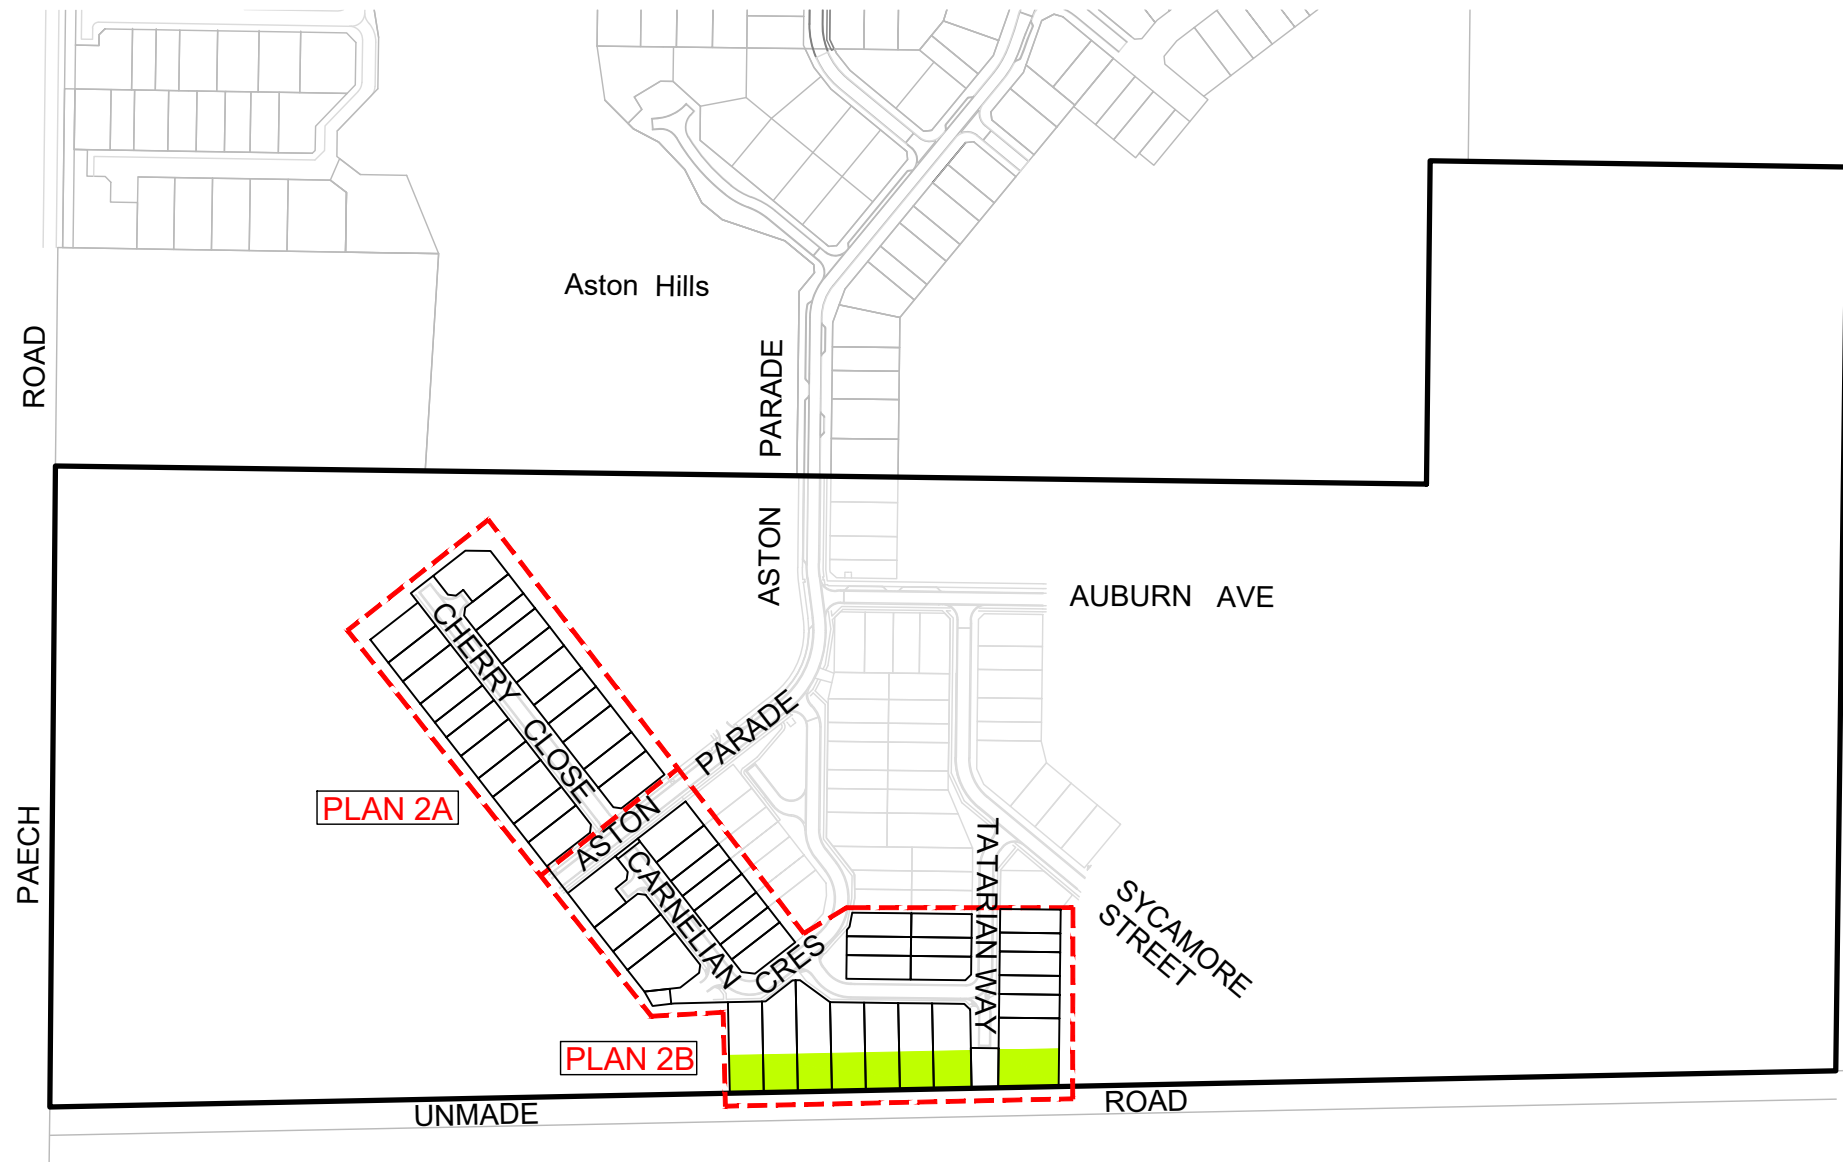 Aston Hills
ROAD
PARADE
ASTON
AUBURN AVE
CHERRY CLOSE
PARADE
PLAN 2A
ASTON
PAECH
CARNELIAN
CRES
TATARIAN WAY
SYCAMORE
STREET
PLAN 2B
UNMADE
ROAD